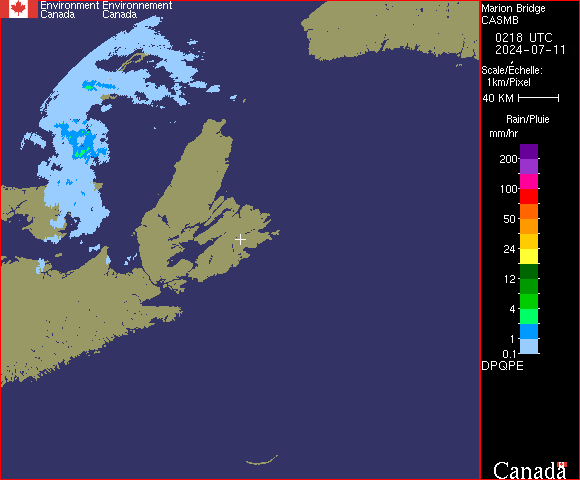 Environment Environnement
Canada Canada
Marion Bridge
CASMB
0218 UTC
2024-07-11
Scale/Échelle:
1km/Pixel
40 KM
Rain/Pluie
mm/hr
200
100
50
24
12
4
1
0.1
DPQPE
Canada